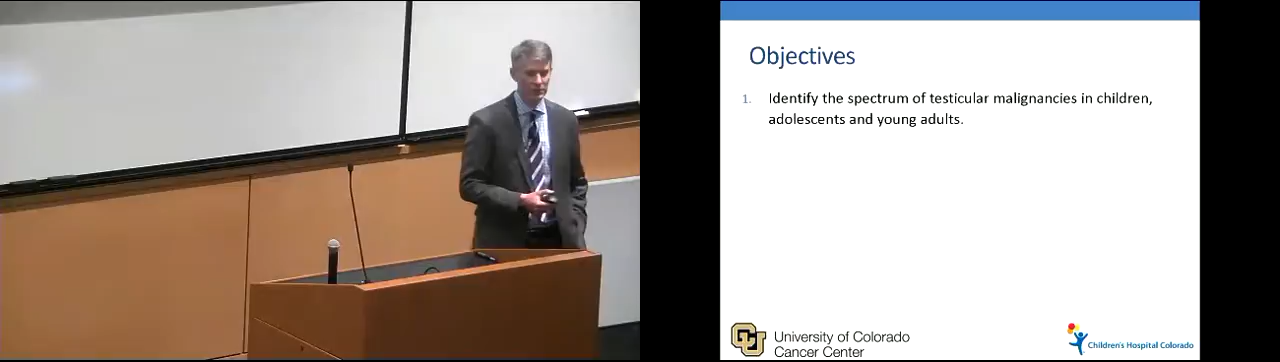 Objectives
1. Identify the spectrum of testicular malignancies in children,
adolescents and young adults.
CU
University of Colorado
Cancer Center
Children's Hospital Colorado